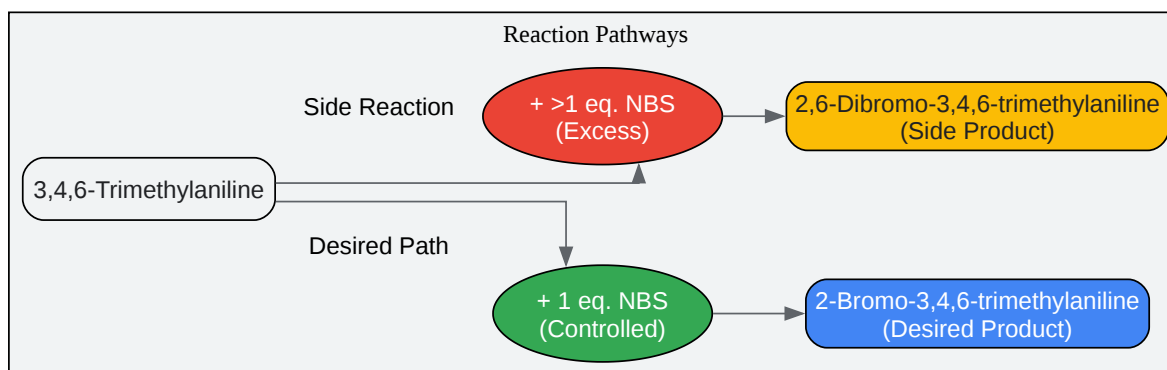 Reaction Pathways
Side Reaction
+ >1 eq. NBS
(Excess)
2,6-Dibromo-3,4,6-trimethylaniline
(Side Product)
3,4,6-Trimethylaniline
Desired Path
+ 1 eq. NBS
(Controlled)
2-Bromo-3,4,6-trimethylaniline
(Desired Product)